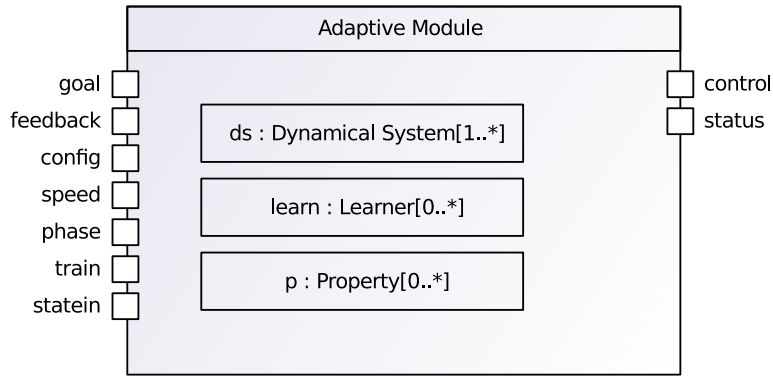 Adaptive Module
goal
feedback
config
speed
phase
train
statein
ds : Dynamical System[1..*]
learn : Learner[0..*]
p : Property[0..*]
control
status